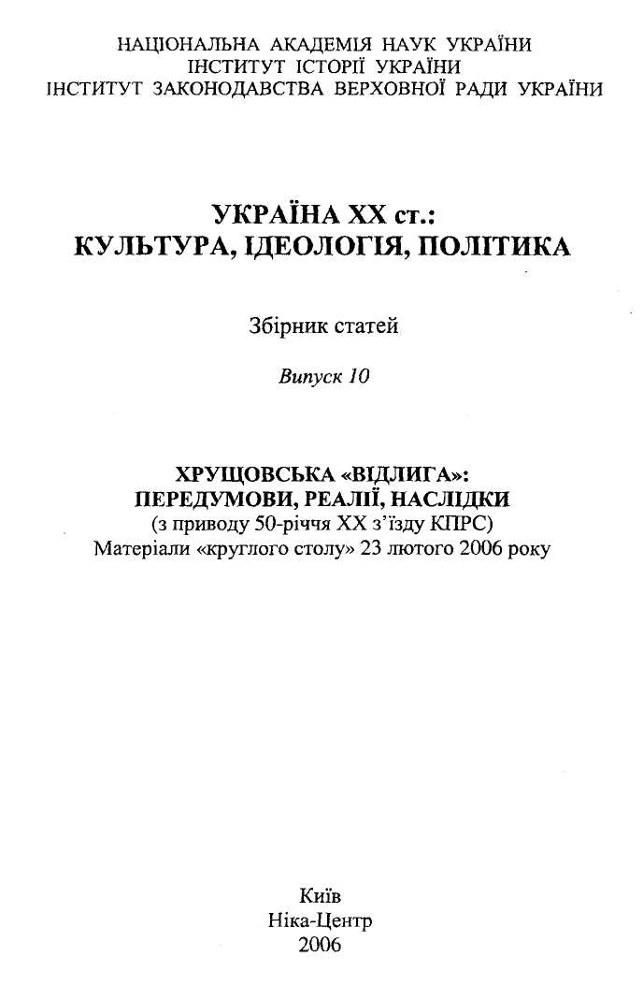 НАЦІОНАЛЬНА АКАДЕМІЯ НАУК УКРАЇНИ
ІНСТИТУТ ІСТОРІЇ УКРАЇНИ
ІНСТИТУТ ЗАКОНОДАВСТВА ВЕРХОВНОЇ РАДИ УКРАЇНИ
УКРАЇНА ХХ ст.:
КУЛЬТУРА, ІДЕОЛОГІЯ, ПОЛІТИКА
Збірник статей
Випуск 10
ХРУЩОВСЬКА «ВІДЛИГА»:
ПЕРЕДУМОВИ, РЕАЛІЇ, НАСЛІДКИ
(з приводу 50-річчя ХХ з’їзду КПРС)
Матеріали «круглого столу» 23 лютого 2006 року
Київ
Ніка-Центр
2006